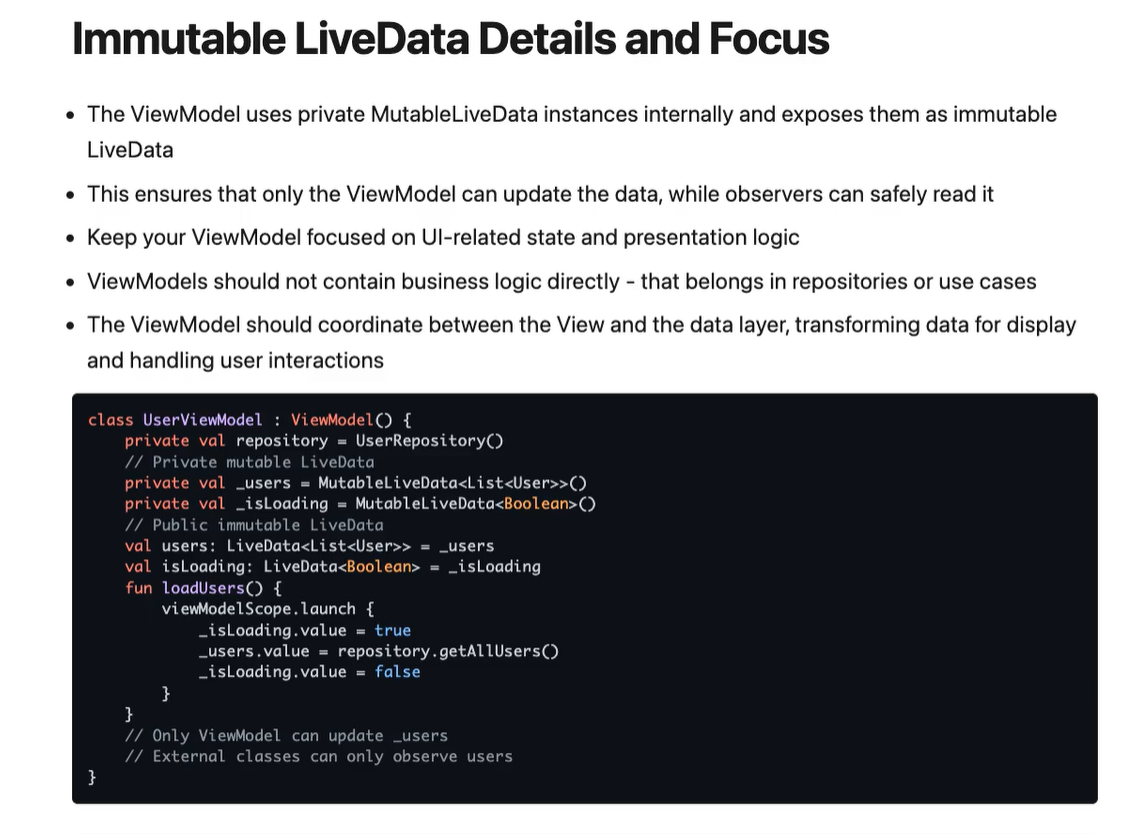 Immutable LiveData Details and Focus
• The ViewModel uses private MutableLiveData instances internally and exposes them as immutable
LiveData
• This ensures that only the ViewModel can update the data, while observers can safely read it
• Keep your ViewModel focused on UI-related state and presentation logic
• ViewModels should not contain business logic directly - that belongs in repositories or use cases
• The ViewModel should coordinate between the View and the data layer, transforming data for display
and handling user interactions
class UserViewModel : ViewModel() {
    private val repository = UserRepository()
    // Private mutable LiveData
    private val _users = MutableLiveData<List<User>>()
    private val _isLoading = MutableLiveData<Boolean>()
    // Public immutable LiveData
    val users: LiveData<List<User>> = _users
    val isLoading: LiveData<Boolean> = _isLoading
    fun loadUsers() {
        viewModelScope.launch {
            _isLoading.value = true
            _users.value = repository.getAllUsers()
            _isLoading.value = false
        }
    }
    // Only ViewModel can update _users
    // External classes can only observe users
}